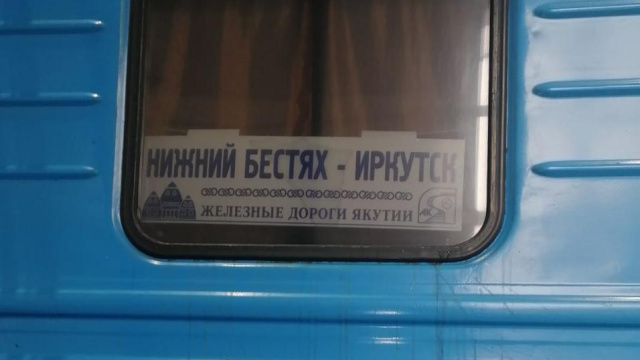 НИЖНИЙ БЕСТЯХ - ИРКУТСК
ЖЕЛЕЗНЫЕ ДОРОГИ ЯКУТИИ